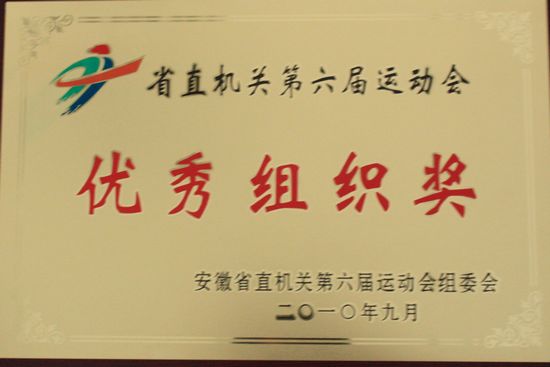 省直机关第六届运动会
优秀组织奖
安徽省直机关第六届运动会组委会
二〇一〇年九月